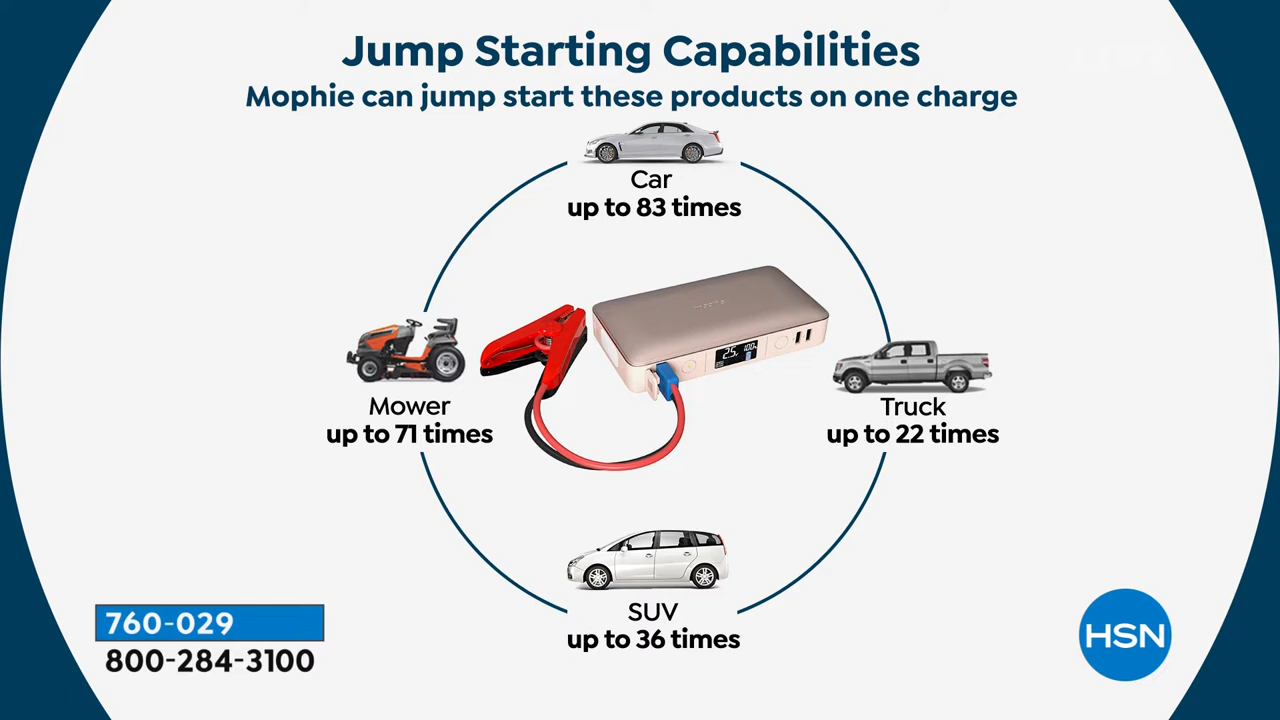 Jump Starting Capabilities
Mophie can jump start these products on one charge
Car
up to 83 times
Mower
up to 71 times
Truck
up to 22 times
SUV
up to 36 times
760-029
800-284-3100
HSN